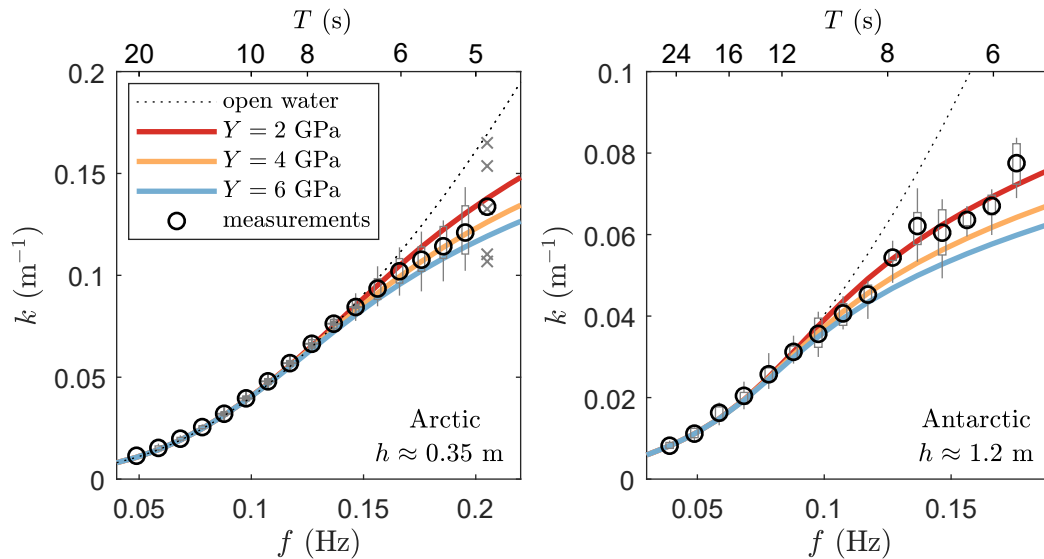 T (s)
20 10 8 6 5
0.2
0.15
0.1
0.05
0
k (m⁻¹)
open water
Y = 2 GPa
Y = 4 GPa
Y = 6 GPa
measurements
Arctic
h ≈ 0.35 m
0.05 0.1 0.15 0.2
f (Hz)
T (s)
24 16 12 8 6
0.1
0.08
0.06
0.04
0.02
0
k (m⁻¹)
Antarctic
h ≈ 1.2 m
0.05 0.1 0.15
f (Hz)